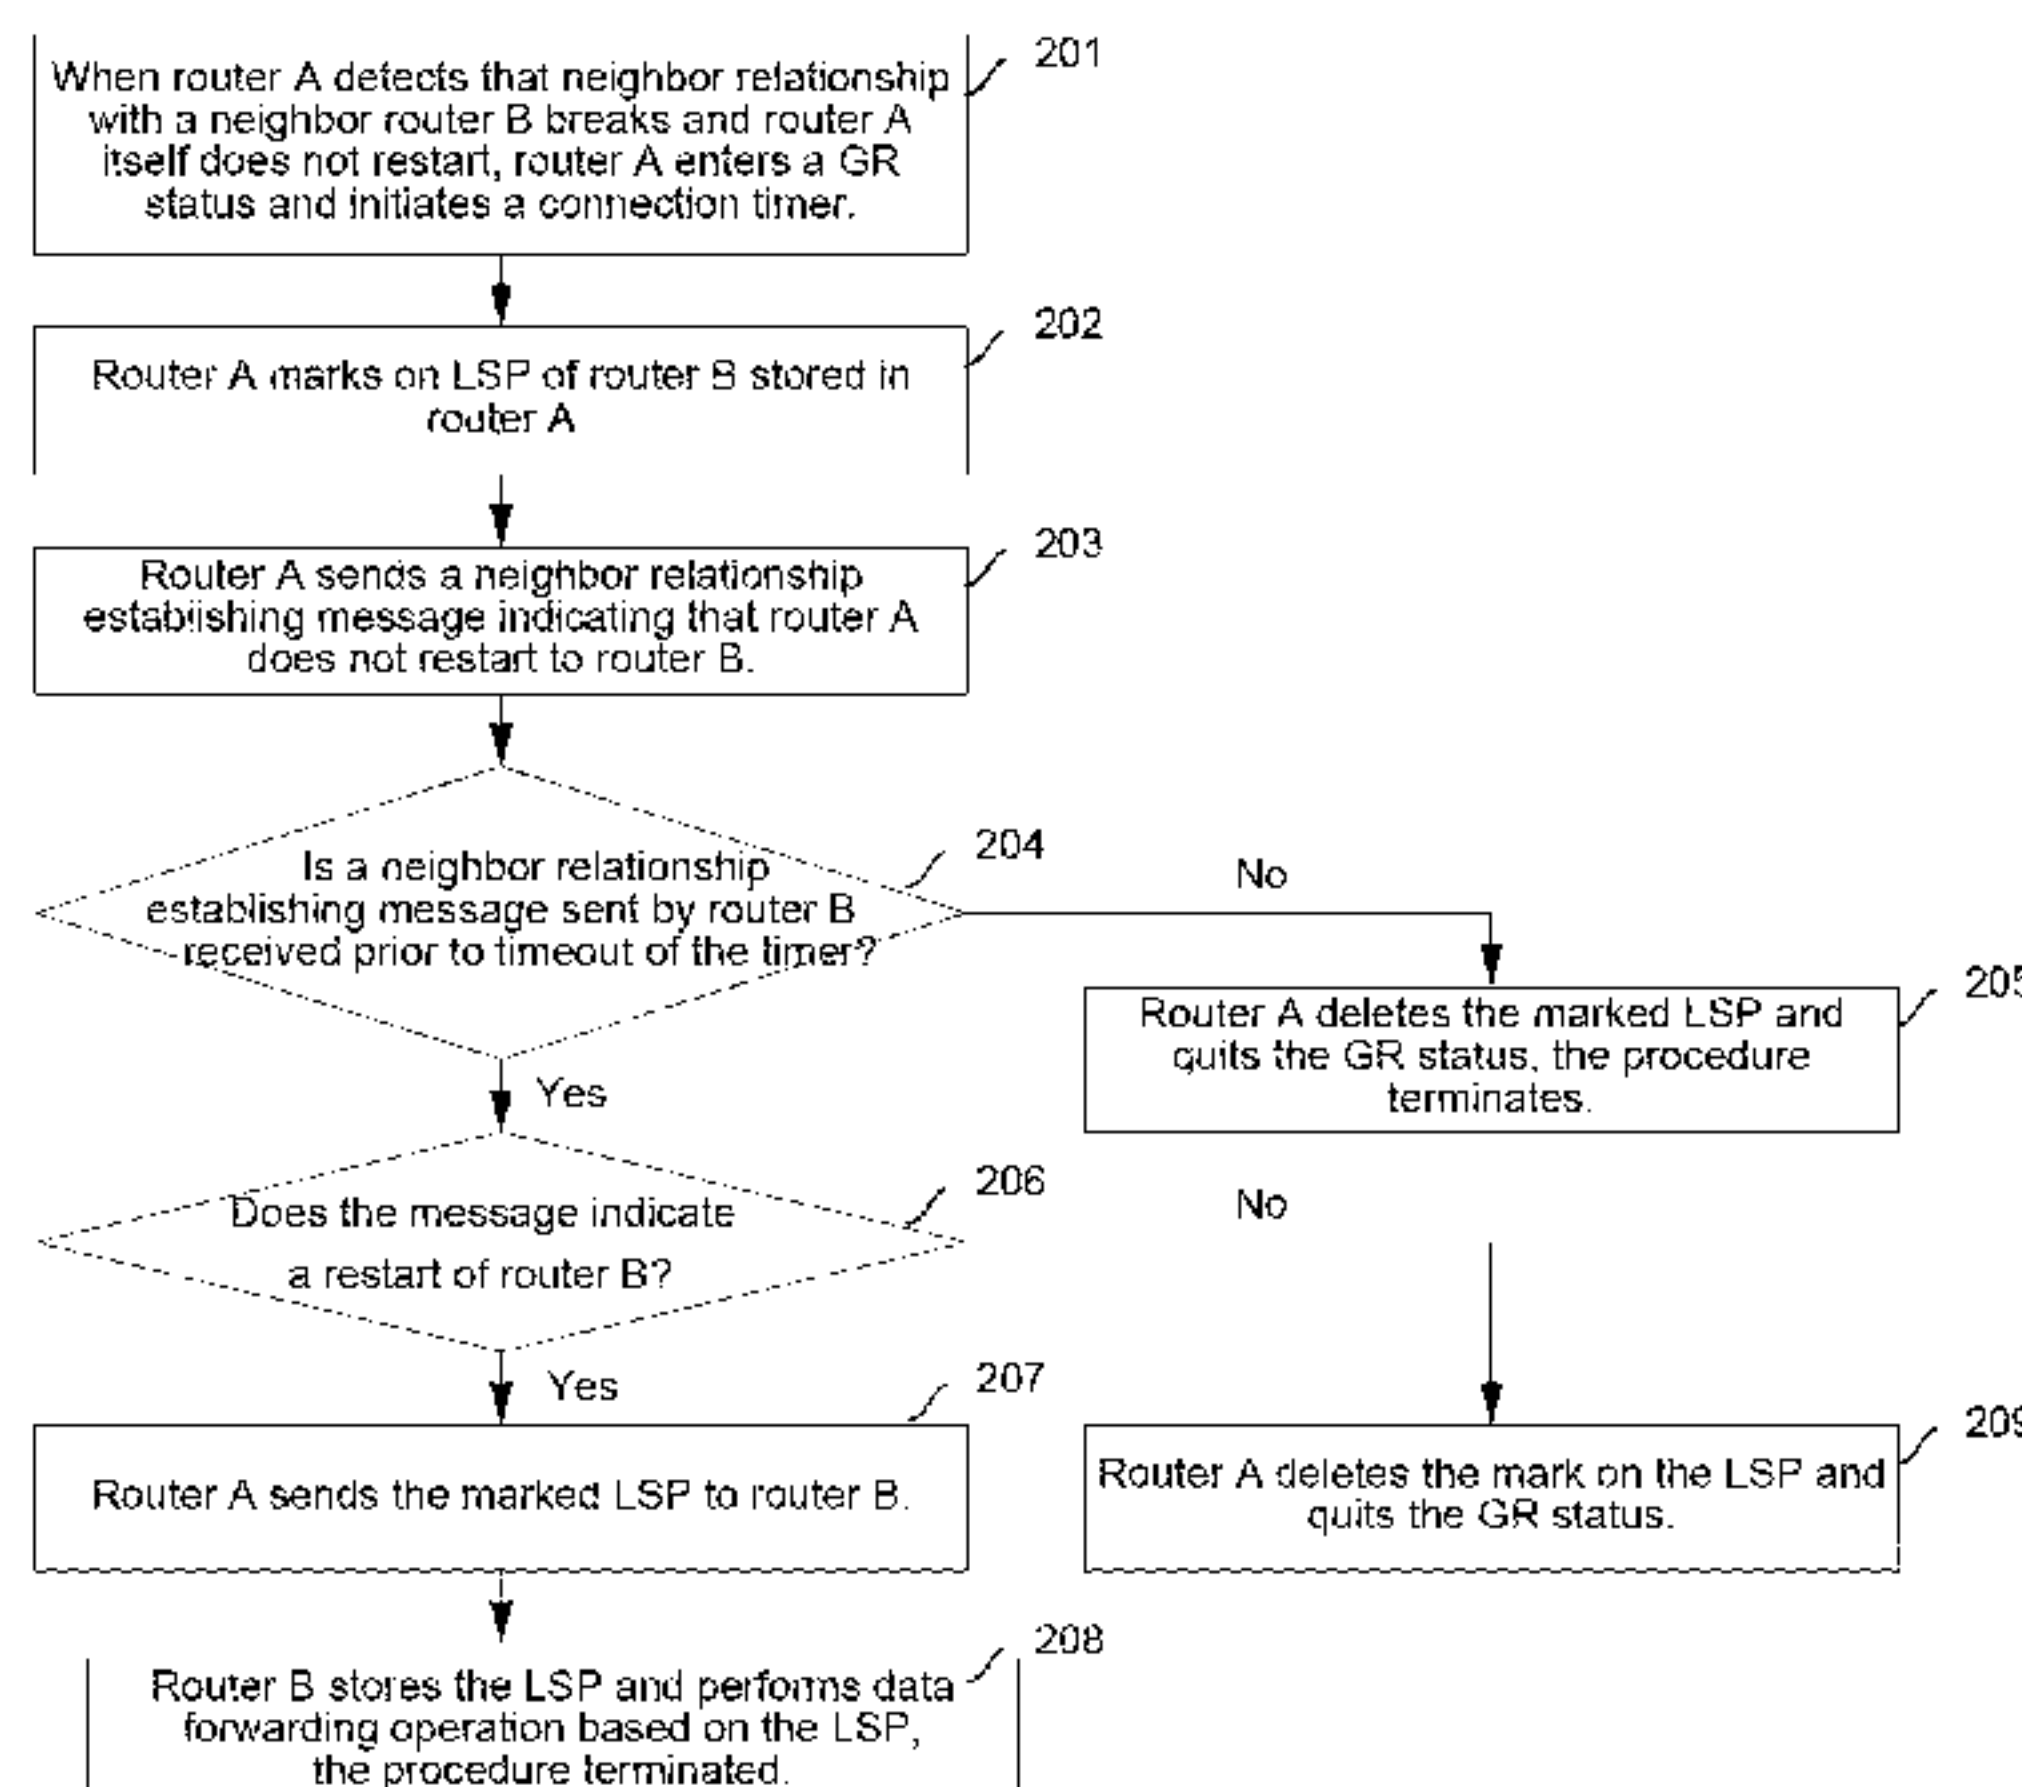 201
When router A detects that neighbor relationship
with a neighbor router B breaks and router A
itself does not restart, router A enters a GR
status and initiates a connection timer.
202
Router A marks on LSP of router B stored in
router A
203
Router A sends a neighbor relationship
establishing message indicating that router A
does not restart to router B.
204
Is a neighbor relationship
establishing message sent by router B
received prior to timeout of the timer?
No
205
Router A deletes the marked LSP and
quits the GR status, the procedure
terminates.
Yes
206
Does the message indicate
a restart of router B?
No
Yes
207
Router A sends the marked LSP to router B.
209
Router A deletes the mark on the LSP and
quits the GR status.
208
Router B stores the LSP and performs data
forwarding operation based on the LSP,
the procedure terminated.